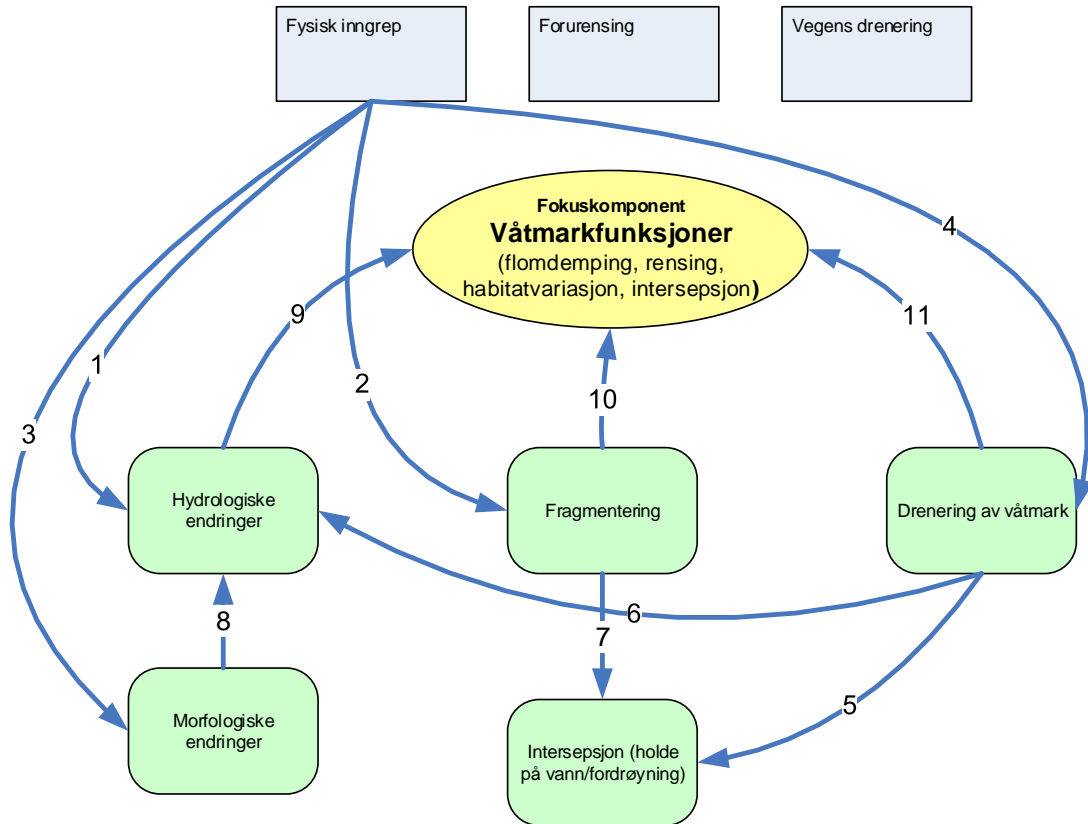 Fysisk inngrep
Forurensing
Vegens drenering
Fokuskomponent
Våtmarkfunksjoner
(flomdemping, rensing,
habitatvariasjon, intersepsjon)
4
9
11
1
2
10
3
Hydrologiske
endringer
Fragmentering
Drenering av våtmark
8
7
6
5
Morfologiske
endringer
Intersepsjon (holde
på vann/fordrøyning)